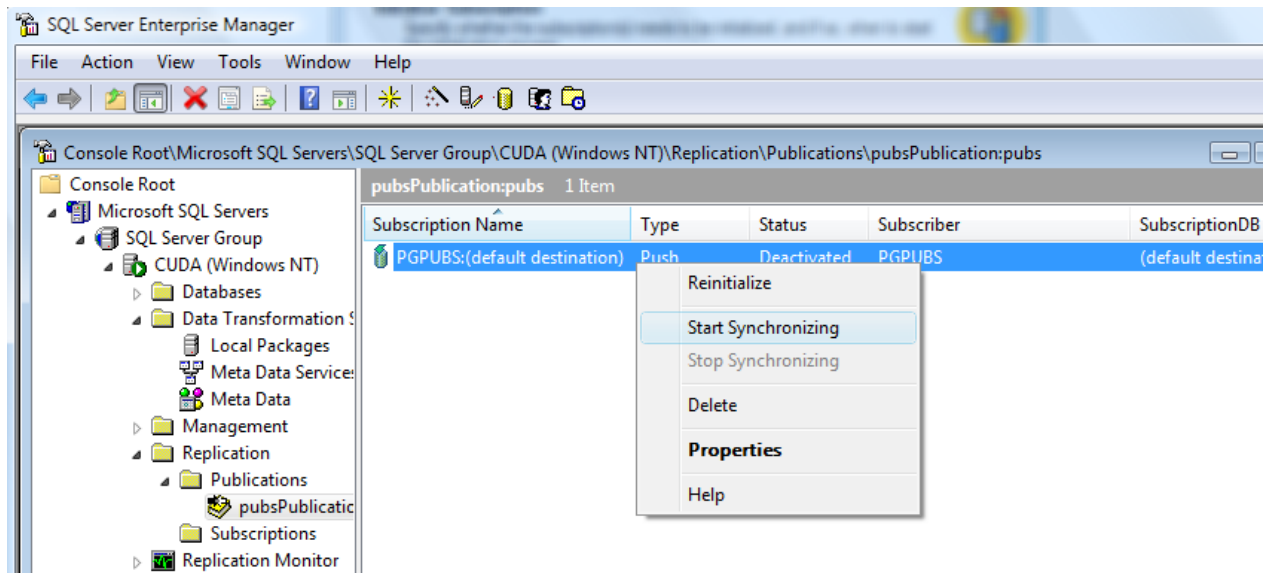 SQL Server Enterprise Manager
File Action View Tools Window Help
Console Root\Microsoft SQL Servers\SQL Server Group\CUDA (Windows NT)\Replication\Publications\pubsPublication:pubs
Console Root
Microsoft SQL Servers
SQL Server Group
CUDA (Windows NT)
Databases
Data Transformation S
Local Packages
Meta Data Services
Meta Data
Management
Replication
Publications
pubsPublicatic
Subscriptions
Replication Monitor
pubsPublication:pubs 1 Item
Subscription Name Type Status Subscriber SubscriptionDB
PGPUBS:(default destination) Push Deactivated PGPUBS (default destinat
Reinitialize
Start Synchronizing
Stop Synchronizing
Delete
Properties
Help